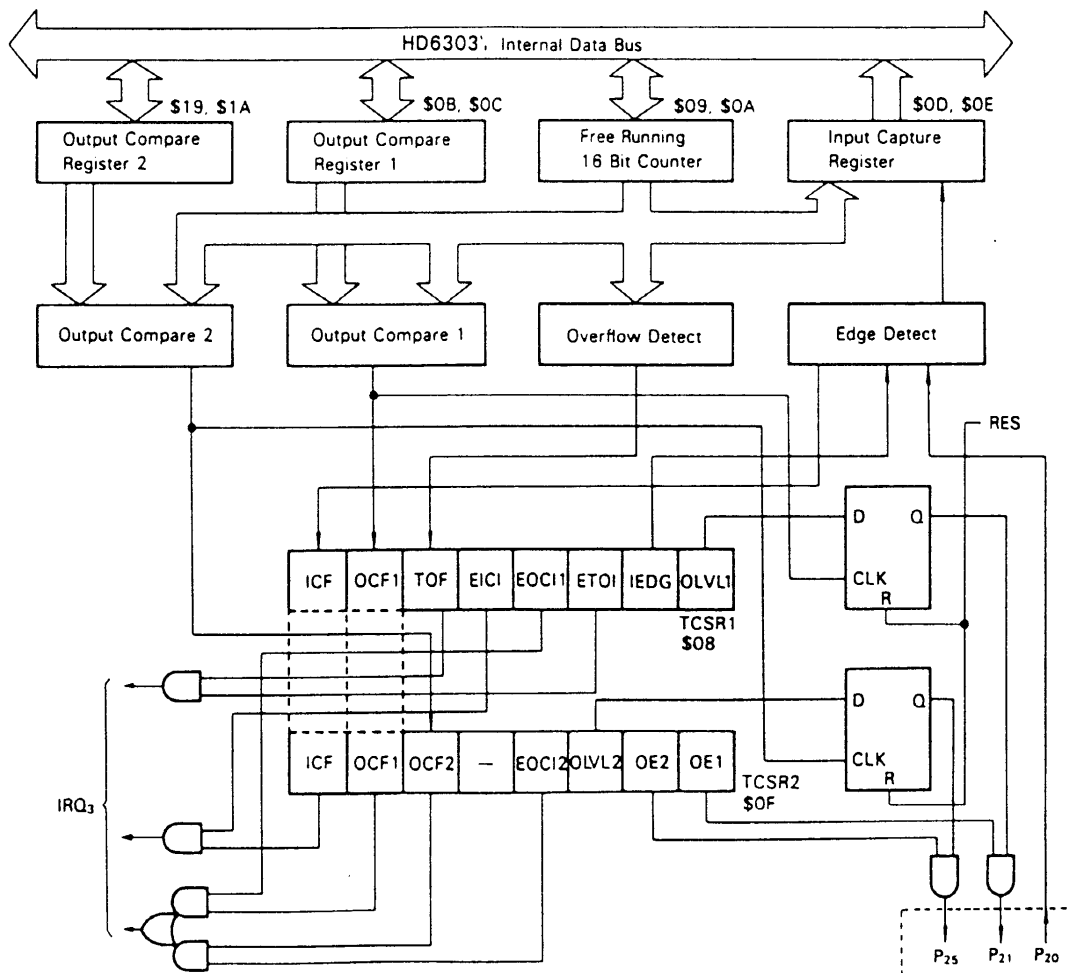 HD6303', Internal Data Bus
$19, $1A
$0B, $0C
$09, $0A
$0D, $0E
Output Compare
Register 2
Output Compare
Register 1
Free Running
16 Bit Counter
Input Capture
Register
Output Compare 2
Output Compare 1
Overflow Detect
Edge Detect
RES
D
Q
CLK
R
ICF
OCF1
TOF
EICI
EOCI1
ETOI
IEDG
OLVL1
TCSR1
$08
D
Q
CLK
R
ICF
OCF1
OCF2
—
EOCI2
OLVL2
OE2
OE1
TCSR2
$0F
IRQ₃
P₂₅
P₂₁
P₂₀